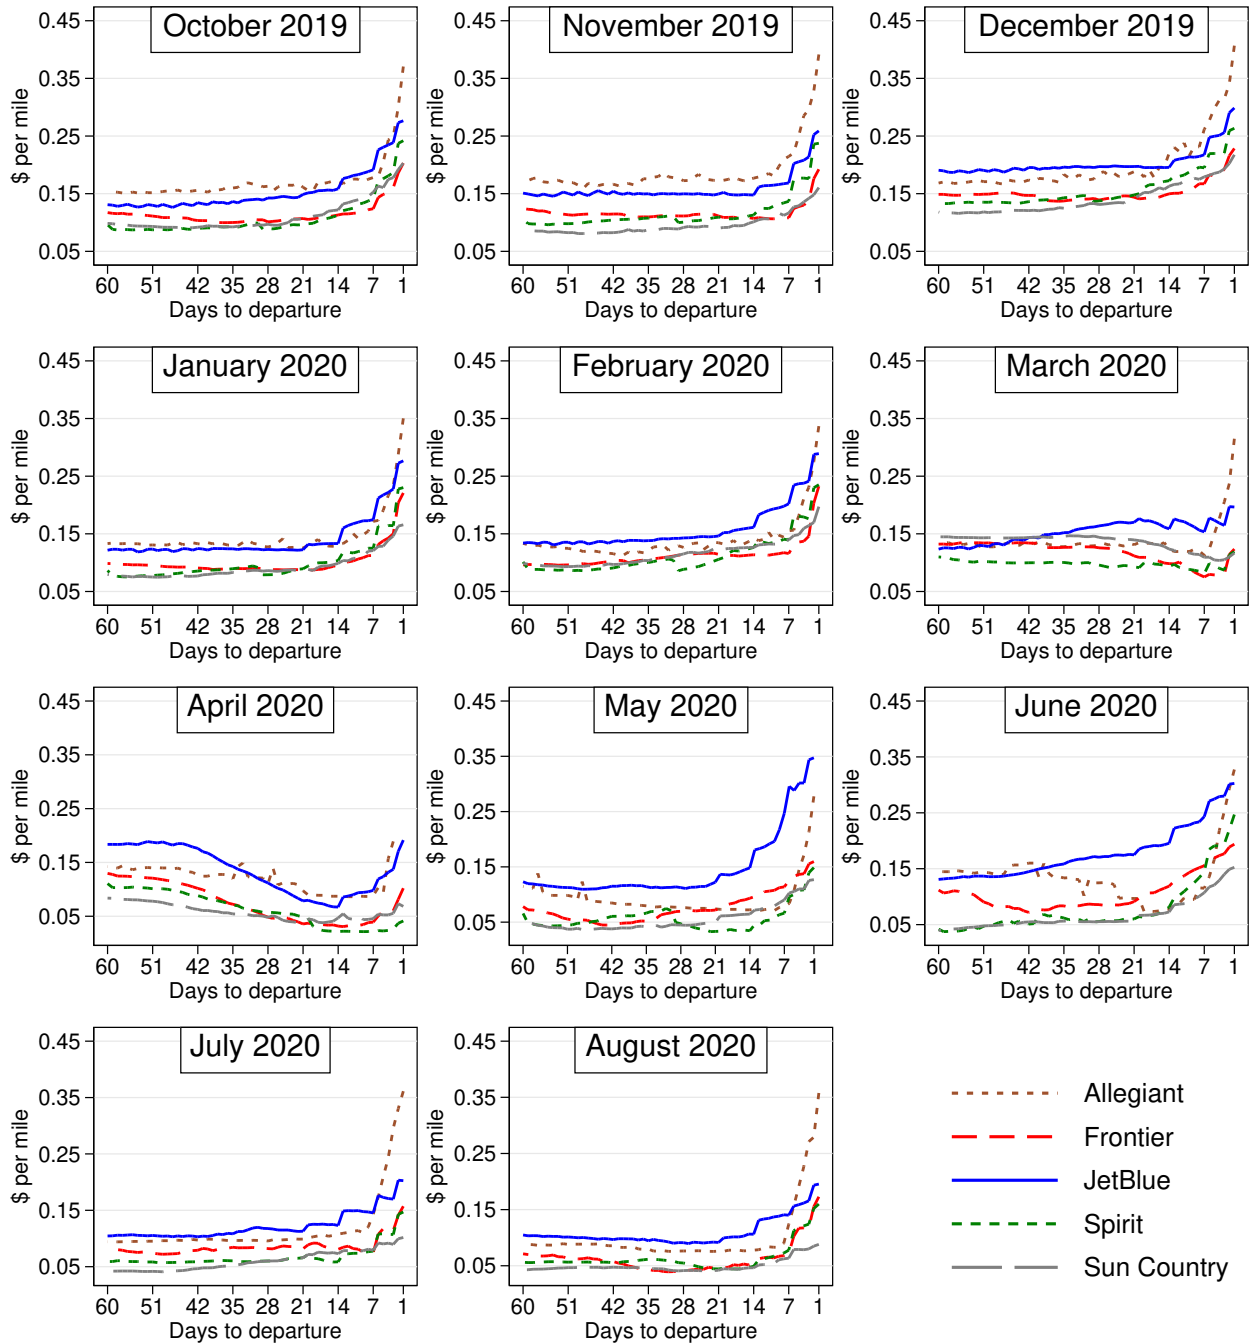 October 2019
$ per mile
0.45
0.35
0.25
0.15
0.05
60 51 42 35 28 21 14 7 1
Days to departure
November 2019
$ per mile
0.45
0.35
0.25
0.15
0.05
60 51 42 35 28 21 14 7 1
Days to departure
December 2019
$ per mile
0.45
0.35
0.25
0.15
0.05
60 51 42 35 28 21 14 7 1
Days to departure
January 2020
$ per mile
0.45
0.35
0.25
0.15
0.05
60 51 42 35 28 21 14 7 1
Days to departure
February 2020
$ per mile
0.45
0.35
0.25
0.15
0.05
60 51 42 35 28 21 14 7 1
Days to departure
March 2020
$ per mile
0.45
0.35
0.25
0.15
0.05
60 51 42 35 28 21 14 7 1
Days to departure
April 2020
$ per mile
0.45
0.35
0.25
0.15
0.05
60 51 42 35 28 21 14 7 1
Days to departure
May 2020
$ per mile
0.45
0.35
0.25
0.15
0.05
60 51 42 35 28 21 14 7 1
Days to departure
June 2020
$ per mile
0.45
0.35
0.25
0.15
0.05
60 51 42 35 28 21 14 7 1
Days to departure
July 2020
$ per mile
0.45
0.35
0.25
0.15
0.05
60 51 42 35 28 21 14 7 1
Days to departure
August 2020
$ per mile
0.45
0.35
0.25
0.15
0.05
60 51 42 35 28 21 14 7 1
Days to departure
Allegiant
Frontier
JetBlue
Spirit
Sun Country